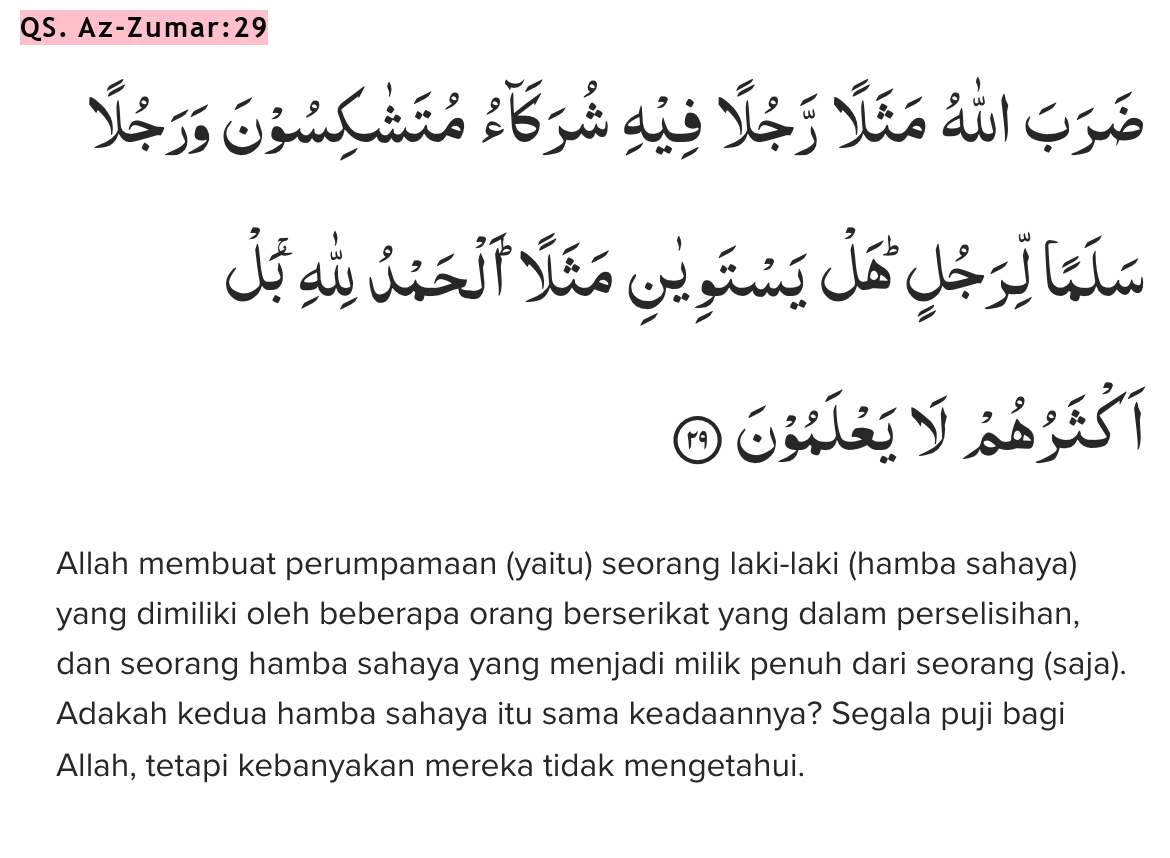 QS. Az-Zumar:29
ضَرَبَ اللّٰهُ مَثَلًا رَّجُلًا فِيْهِ شُرَكَاۤءُ مُتَشٰكِسُوْنَ وَرَجُلًا
سَلَمًا لِّرَجُلٍ ۗهَلْ يَسْتَوِيٰنِ مَثَلًا ۗاَلْحَمْدُ لِلّٰهِ ۗبَلْ
اَكْثَرُهُمْ لَا يَعْلَمُوْنَ ٢٩
Allah membuat perumpamaan (yaitu) seorang laki-laki (hamba sahaya)
yang dimiliki oleh beberapa orang berserikat yang dalam perselisihan,
dan seorang hamba sahaya yang menjadi milik penuh dari seorang (saja).
Adakah kedua hamba sahaya itu sama keadaannya? Segala puji bagi
Allah, tetapi kebanyakan mereka tidak mengetahui.